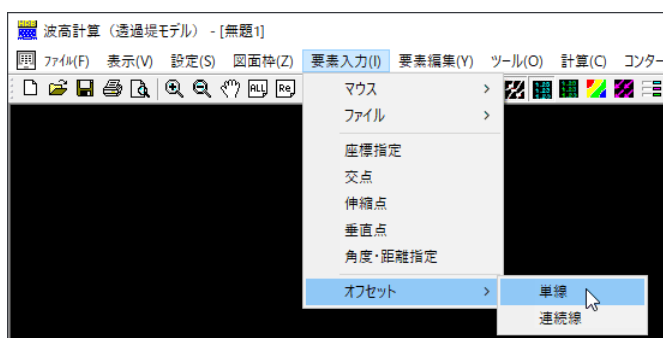 波高計算（透過堤モデル） - [無題1]
ファイル(F) 表示(V) 設定(S) 図面枠(Z) 要素入力(I) 要素編集(Y) ツール(O) 計算(C) コンター
ALL Re
マウス >
ファイル >
座標指定
交点
伸縮点
垂直点
角度・距離指定
オフセット >
単線
連続線